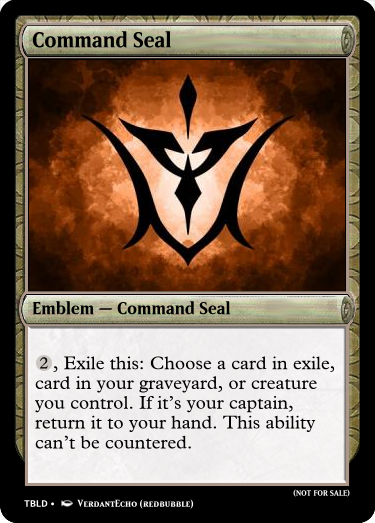 Command Seal
Emblem — Command Seal
2, Exile this: Choose a card in exile,
card in your graveyard, or creature
you control. If it's your captain,
return it to your hand. This ability
can't be countered.
(NOT FOR SALE)
TBLD • VERDANTECHO (REDBUBBLE)